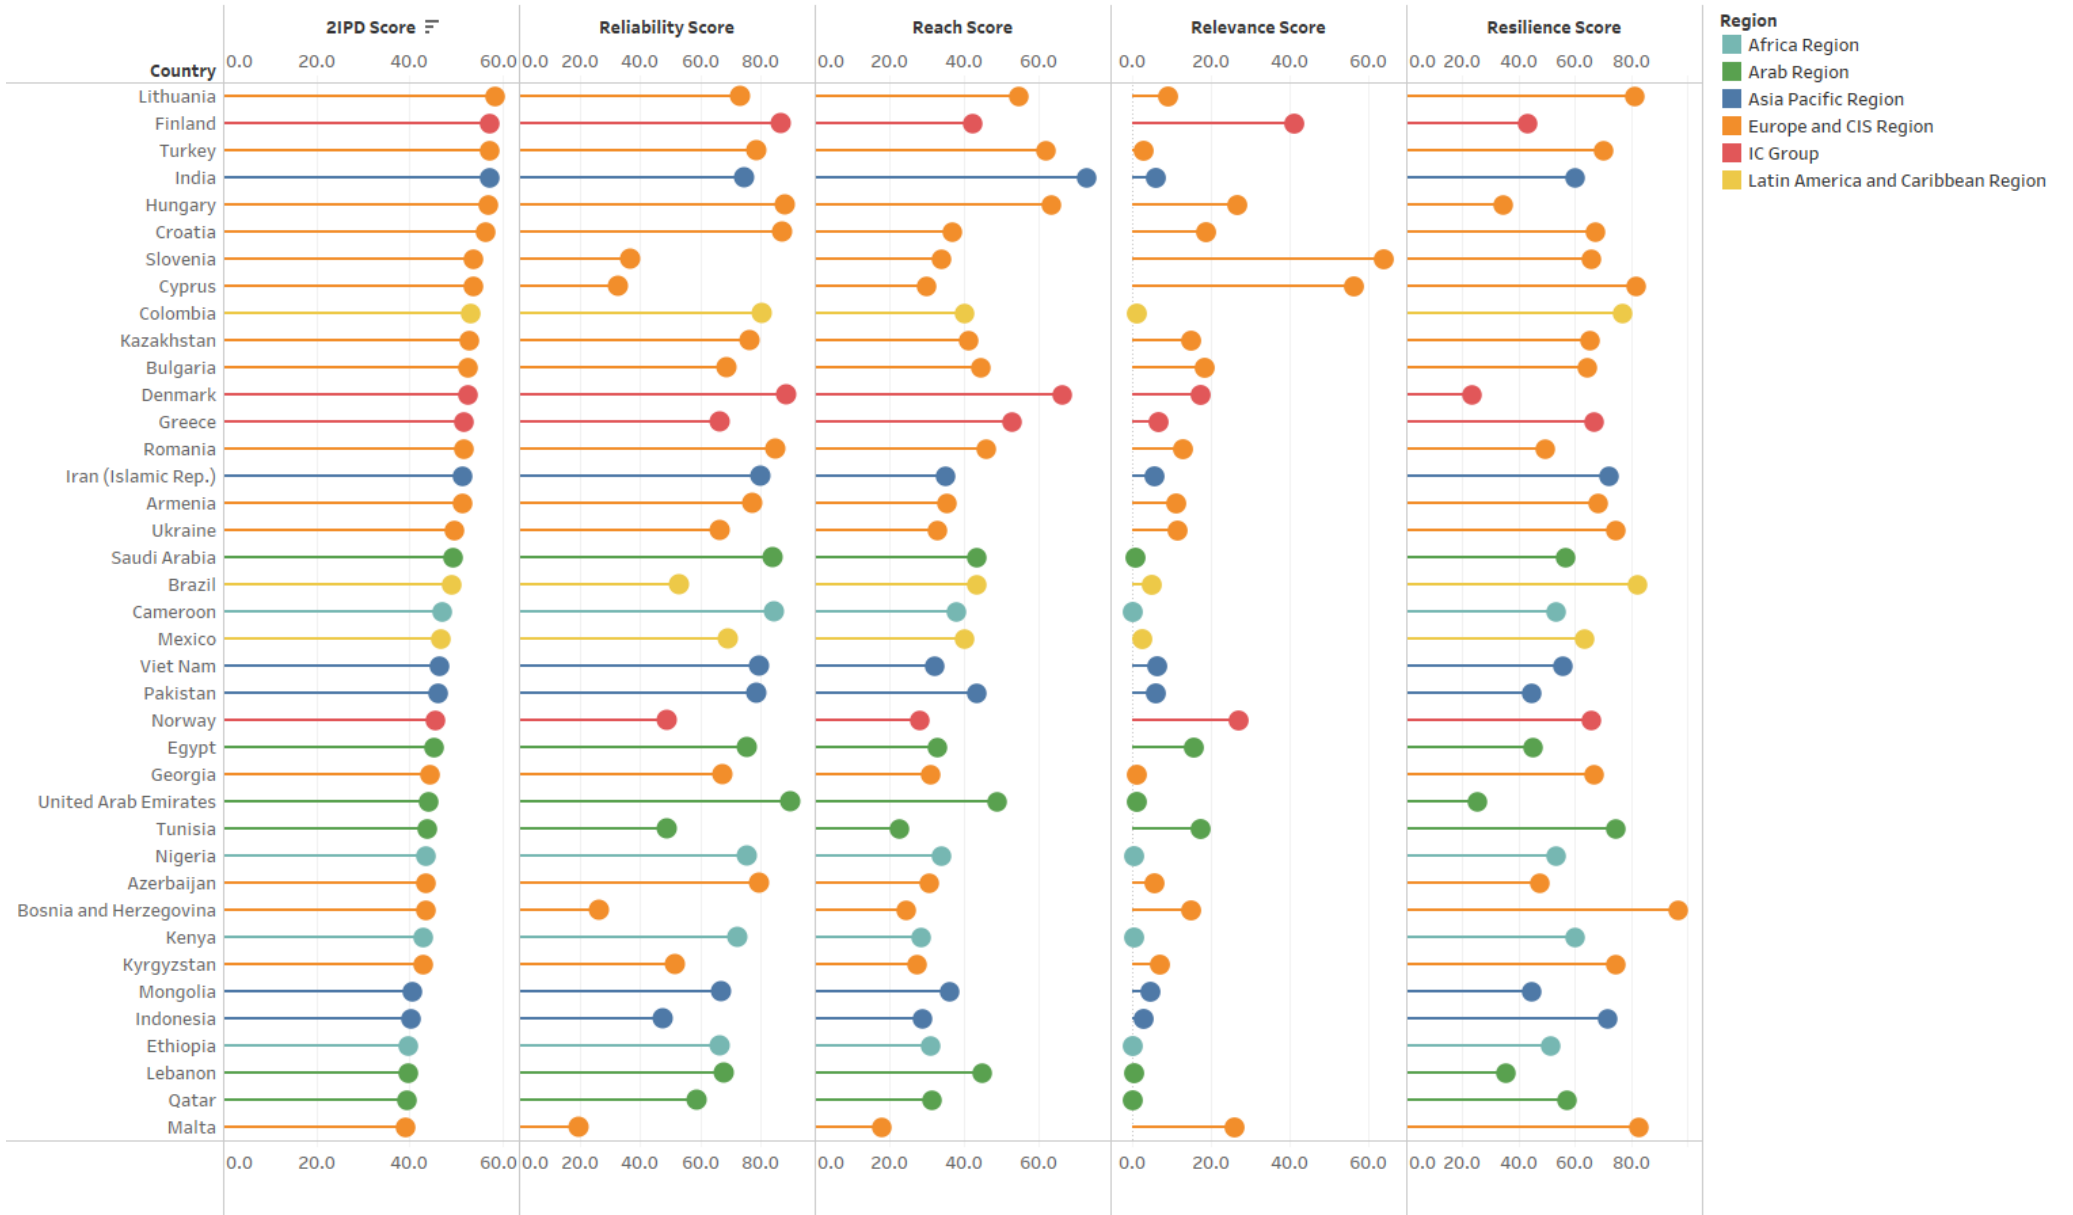 2IPD Score Reliability Score Reach Score Relevance Score Resilience Score
Country 0.0 20.0 40.0 60.0 0.0 20.0 40.0 60.0 80.0 0.0 20.0 40.0 60.0 0.0 20.0 40.0 60.0 0.0 20.0 40.0 60.0 80.0
Lithuania
Finland
Turkey
India
Hungary
Croatia
Slovenia
Cyprus
Colombia
Kazakhstan
Bulgaria
Denmark
Greece
Romania
Iran (Islamic Rep.)
Armenia
Ukraine
Saudi Arabia
Brazil
Cameroon
Mexico
Viet Nam
Pakistan
Norway
Egypt
Georgia
United Arab Emirates
Tunisia
Nigeria
Azerbaijan
Bosnia and Herzegovina
Kenya
Kyrgyzstan
Mongolia
Indonesia
Ethiopia
Lebanon
Qatar
Malta
0.0 20.0 40.0 60.0 0.0 20.0 40.0 60.0 80.0 0.0 20.0 40.0 60.0 0.0 20.0 40.0 60.0 0.0 20.0 40.0 60.0 80.0
Region
Africa Region
Arab Region
Asia Pacific Region
Europe and CIS Region
IC Group
Latin America and Caribbean Region